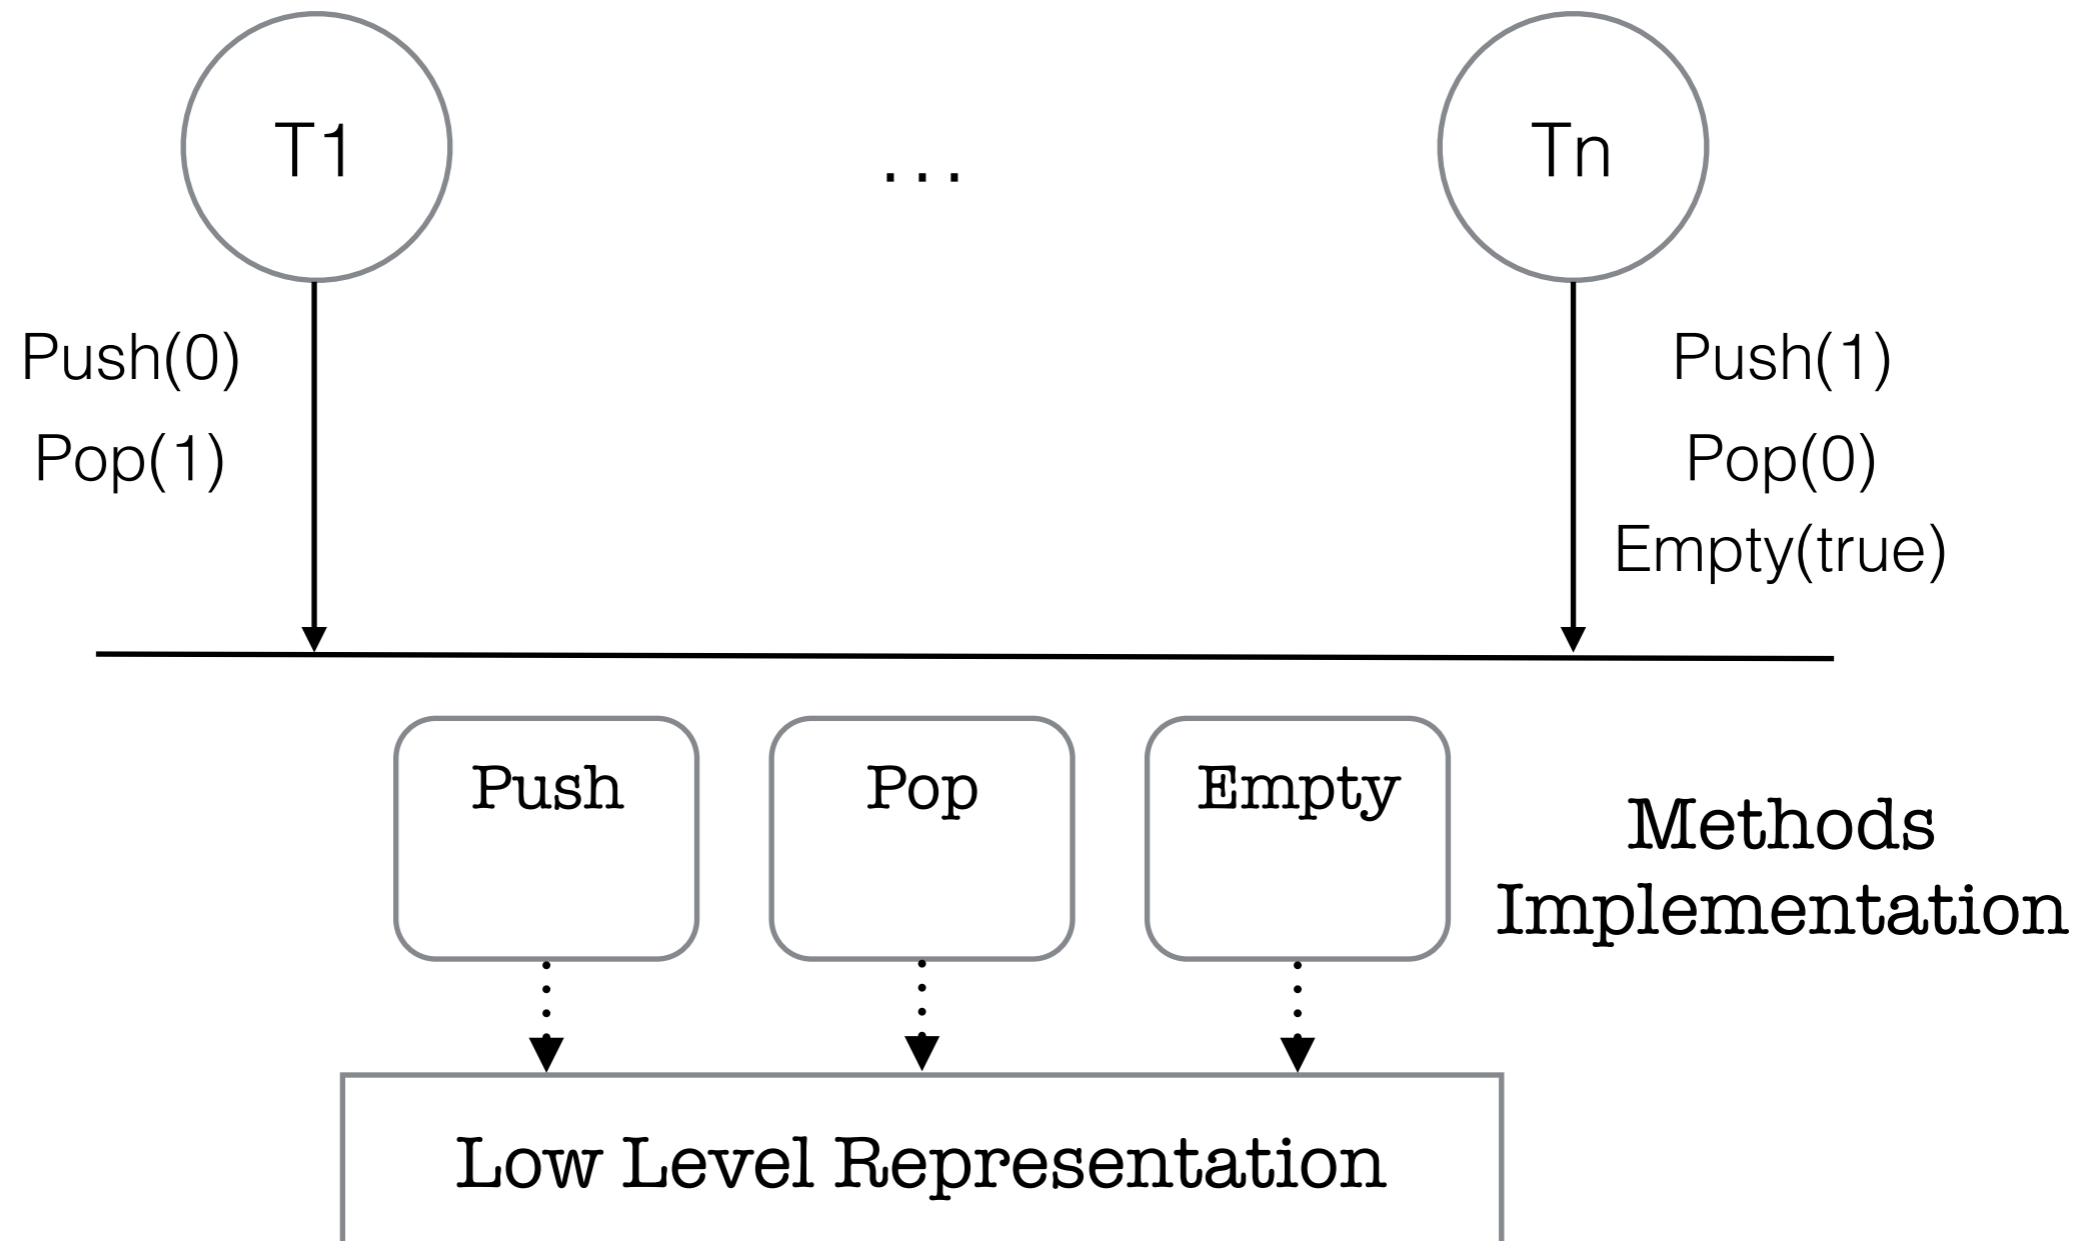 T1
...
Tn
Push(0)
Pop(1)
Push(1)
Pop(0)
Empty(true)
Push
Pop
Empty
Methods
Implementation
Low Level Representation